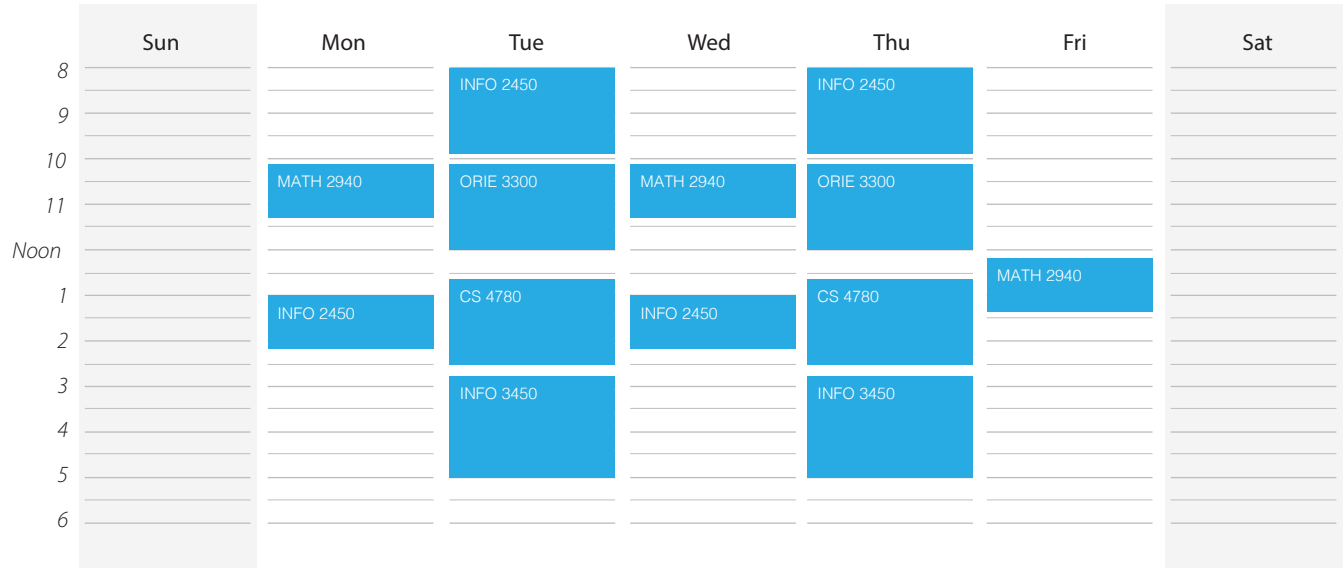 Sun Mon Tue Wed Thu Fri Sat
8
INFO 2450 INFO 2450
9
10
MATH 2940 ORIE 3300 MATH 2940 ORIE 3300
11
Noon
MATH 2940
1
CS 4780 CS 4780
INFO 2450 INFO 2450
2
3
INFO 3450 INFO 3450
4
5
6